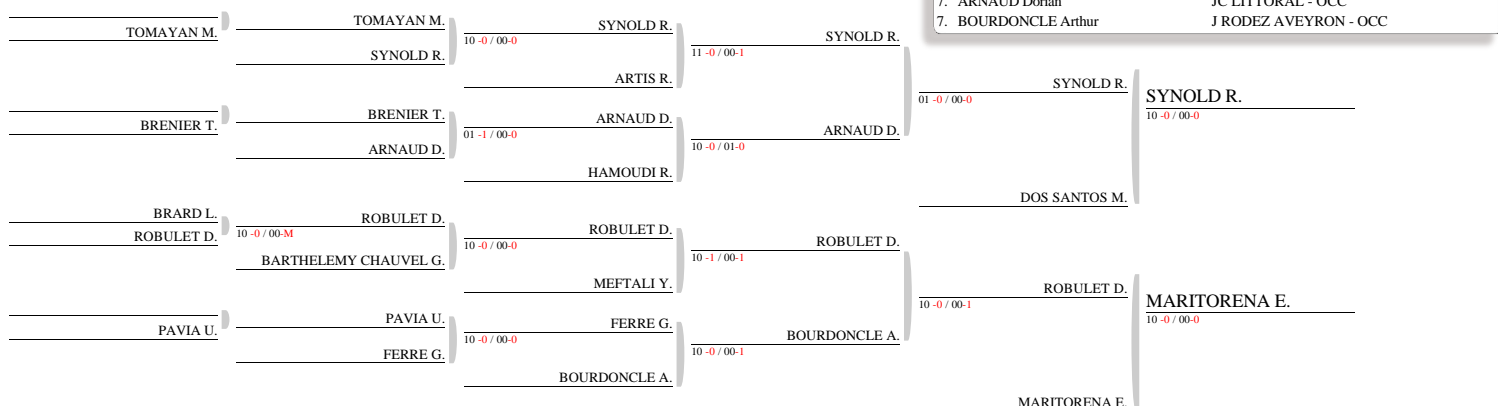 7. ARNAUD Dorian JC LITTORAL - OCC
7. BOURDONCLE Arthur J RODEZ AVEYRON - OCC
TOMAYAN M.
BRENIER T.
BRARD L.
ROBULET D.
PAVIA U.
TOMAYAN M.
SYNOLD R.
BRENIER T.
ARNAUD D.
ROBULET D.
10 -0 / 00-M
BARTHELEMY CHAUVEL G.
PAVIA U.
FERRE G.
SYNOLD R.
10 -0 / 00-0
ARTIS R.
ARNAUD D.
01 -1 / 00-0
HAMOUDI R.
ROBULET D.
10 -0 / 00-0
MEFTALI Y.
FERRE G.
10 -0 / 00-0
BOURDONCLE A.
SYNOLD R.
11 -0 / 00-1
ARNAUD D.
10 -0 / 01-0
ROBULET D.
10 -1 / 00-1
BOURDONCLE A.
10 -0 / 00-1
SYNOLD R.
01 -0 / 00-0
DOS SANTOS M.
ROBULET D.
10 -0 / 00-1
MARITORENA E.
SYNOLD R.
10 -0 / 00-0
MARITORENA E.
10 -0 / 00-0